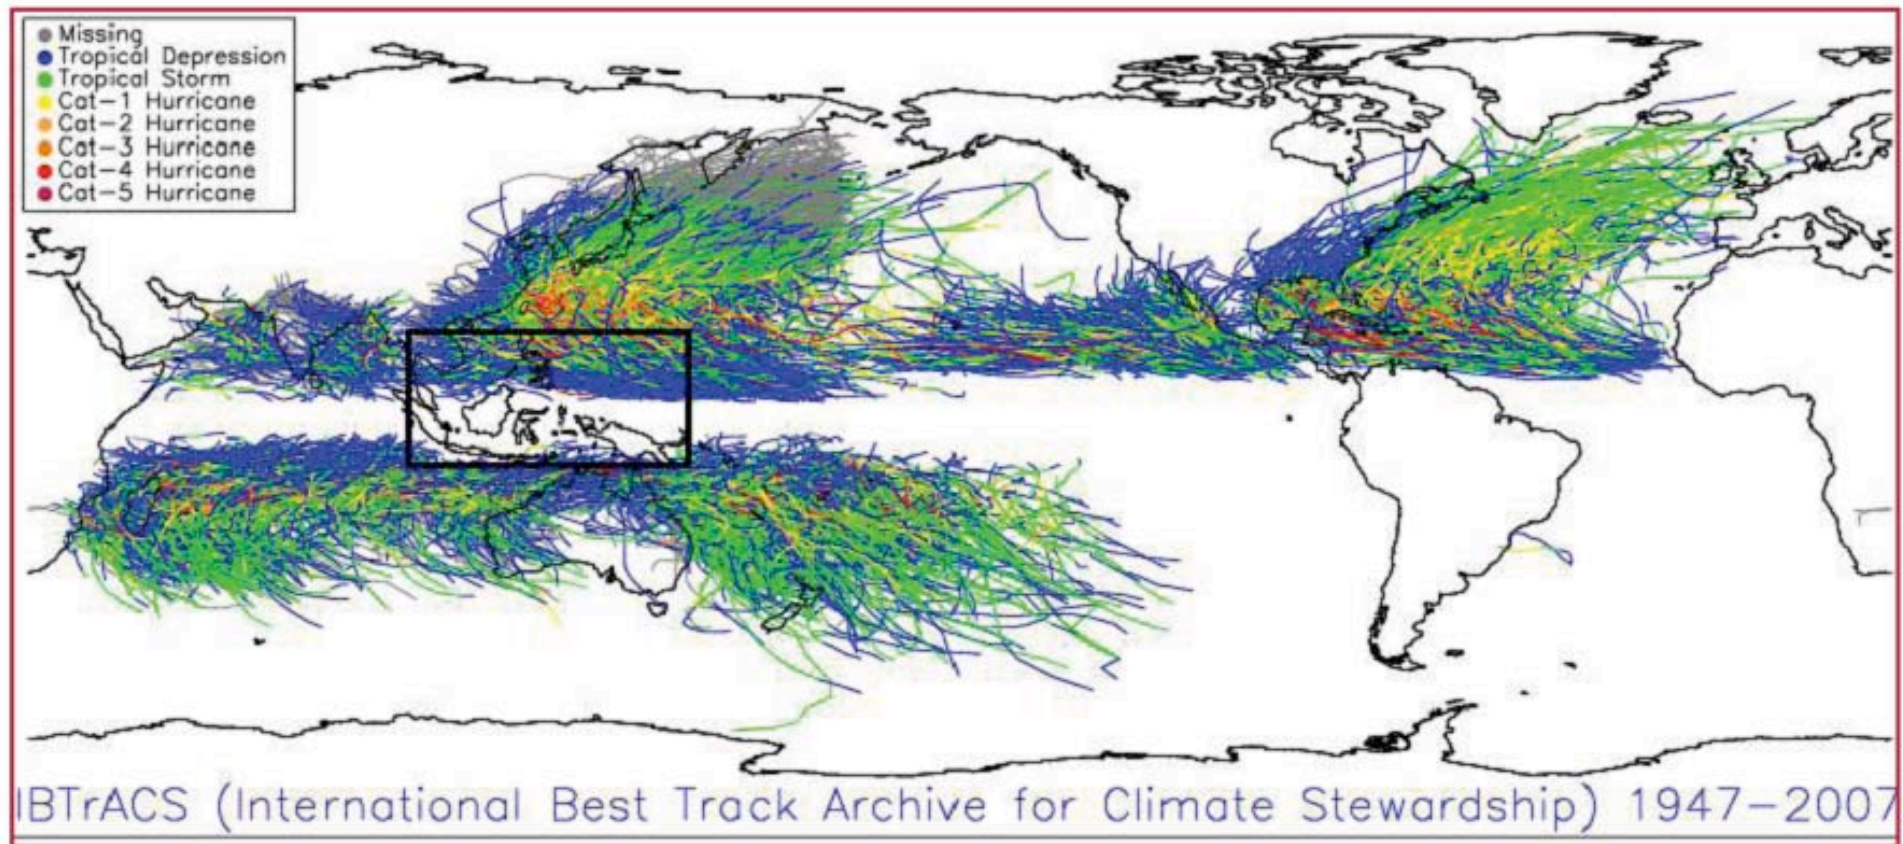 Missing
Tropical Depression
Tropical Storm
Cat-1 Hurricane
Cat-2 Hurricane
Cat-3 Hurricane
Cat-4 Hurricane
Cat-5 Hurricane
IBTrACS (International Best Track Archive for Climate Stewardship) 1947-2007